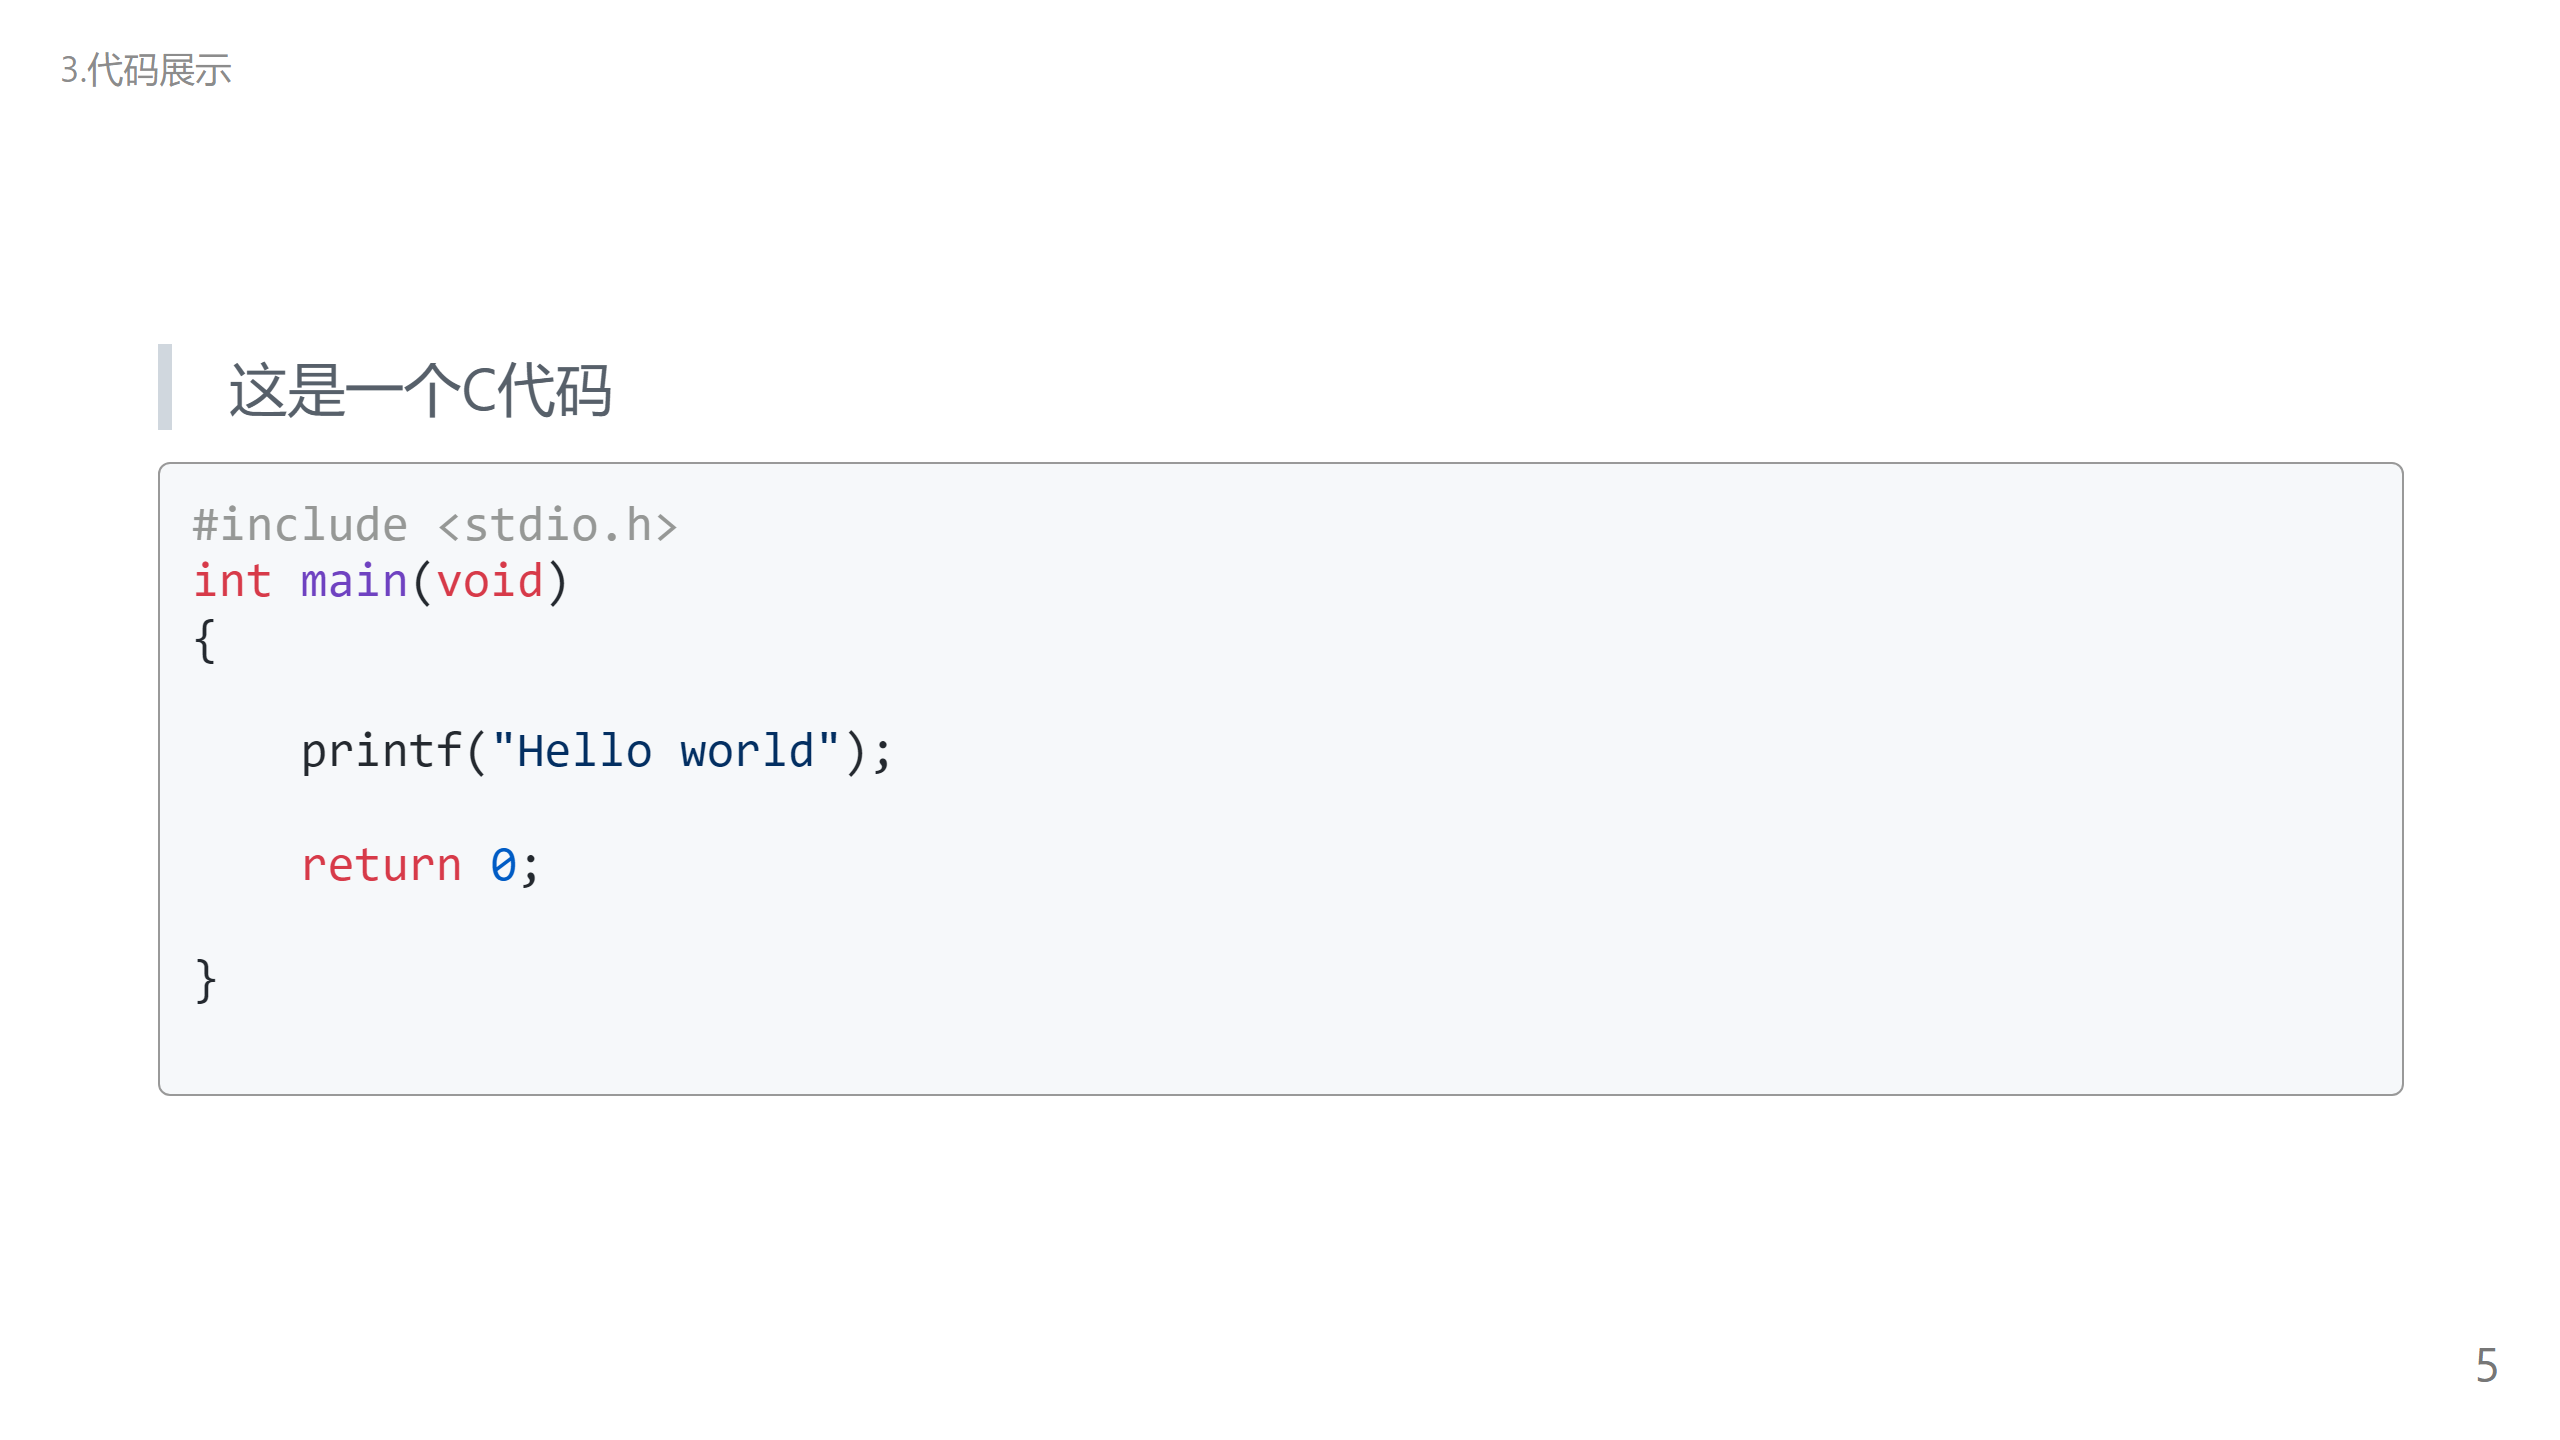 3.代码展示
这是一个C代码
#include <stdio.h>
int main(void)
{
    printf("Hello world");
    return 0;
}
5